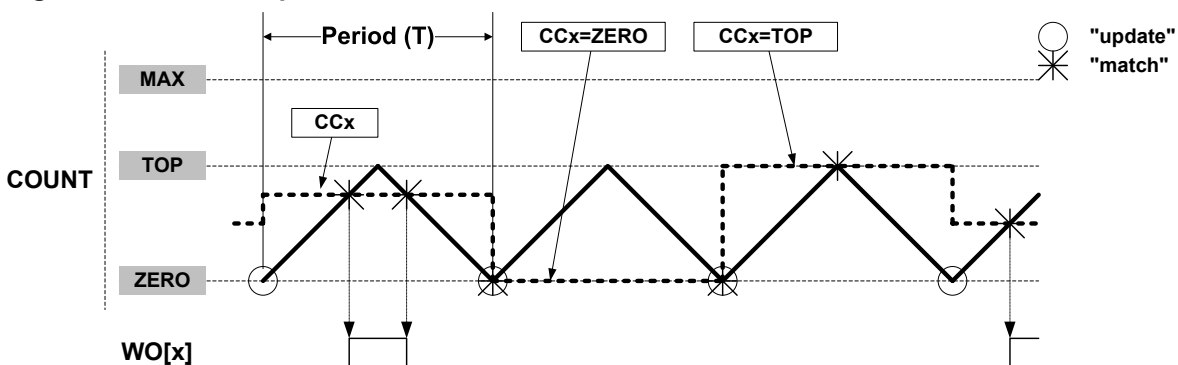 Period (T)
CCx=ZERO
CCx=TOP
"update"
"match"
MAX
CCx
TOP
COUNT
ZERO
WO[x]